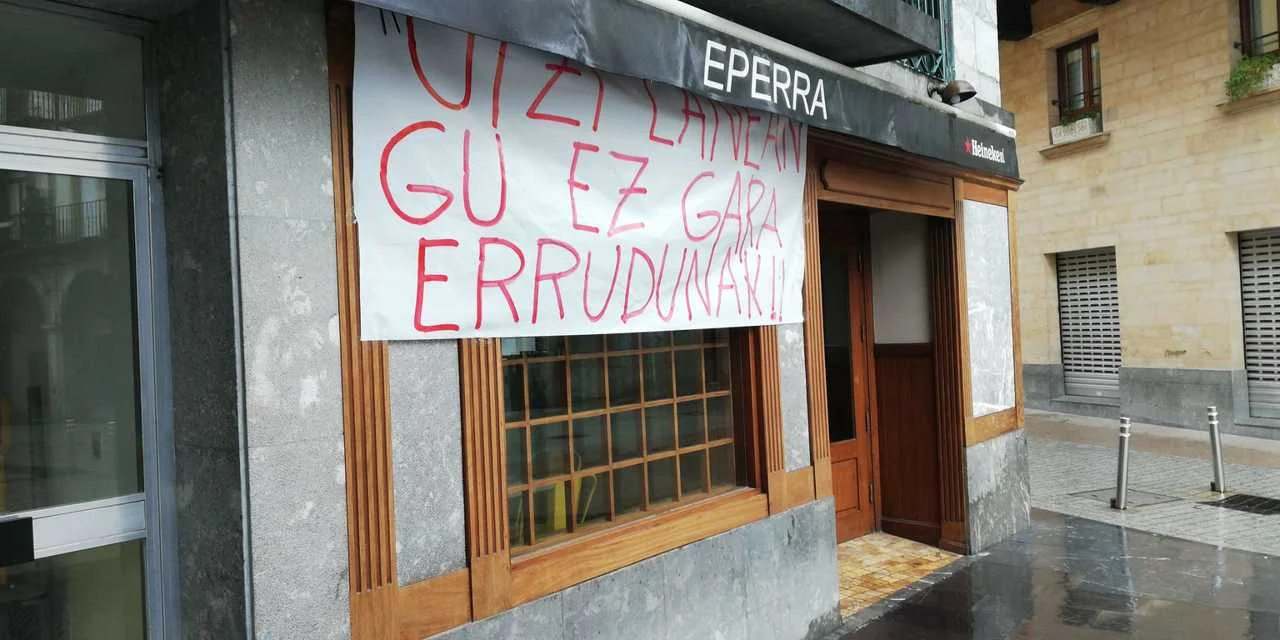 EPERRA
Heineken
"UTZI LANEAN
GU EZ GARA
ERRUDUNAK!!